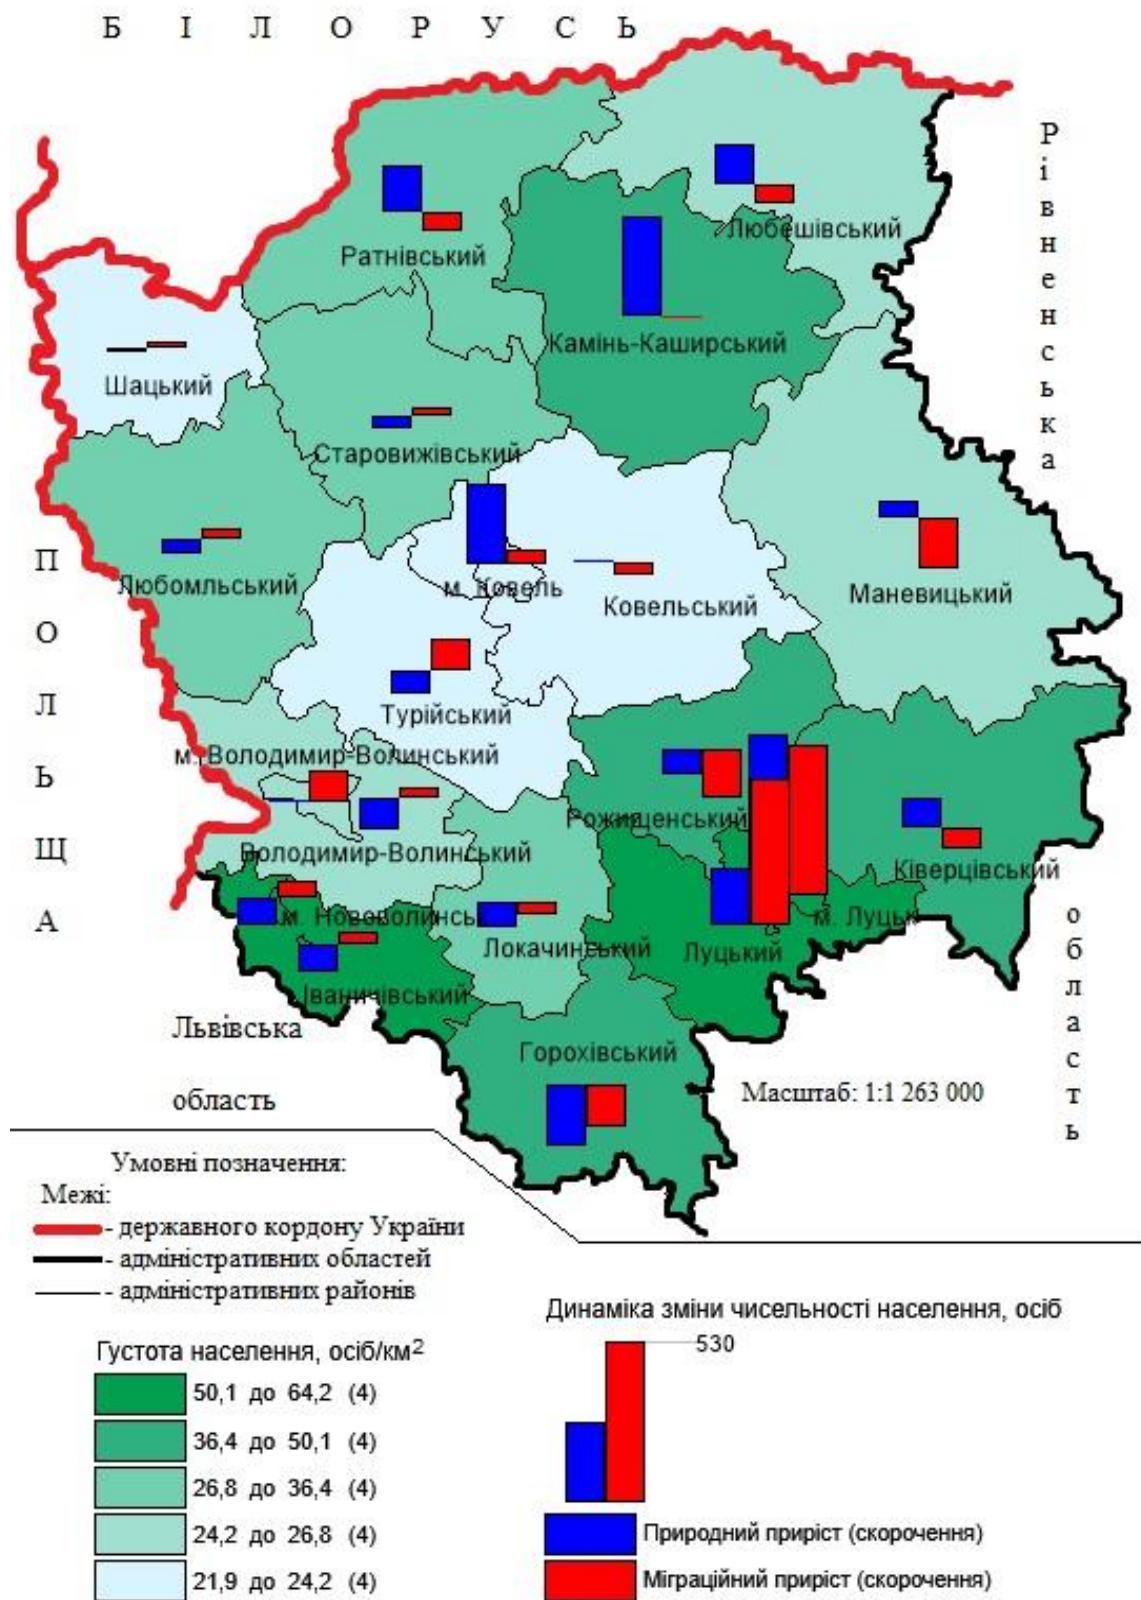 БІЛОРУСЬ
Рівненська
Любешівський
Ратнівський
Камінь-Каширський
Шацький
Старовижівський
ПОЛЬЩА
Любомльський
м. Ковель
Ковельський
Маневицький
Турійський
м. Володимир-Волинський
Рожищенський
Володимир-Волинський
Ківерцівський
м. Нововолинськ
м. Луцьк
область
Локачинський
Луцький
Іваничівський
Львівська
область
Горохівський
Масштаб: 1:1 263 000
Умовні позначення:
Межі:
- державного кордону України
- адміністративних областей
- адміністративних районів
Густота населення, осіб/км²
50,1 до 64,2 (4)
36,4 до 50,1 (4)
26,8 до 36,4 (4)
24,2 до 26,8 (4)
21,9 до 24,2 (4)
Динаміка зміни чисельності населення, осіб
530
Природний приріст (скорочення)
Міграційний приріст (скорочення)